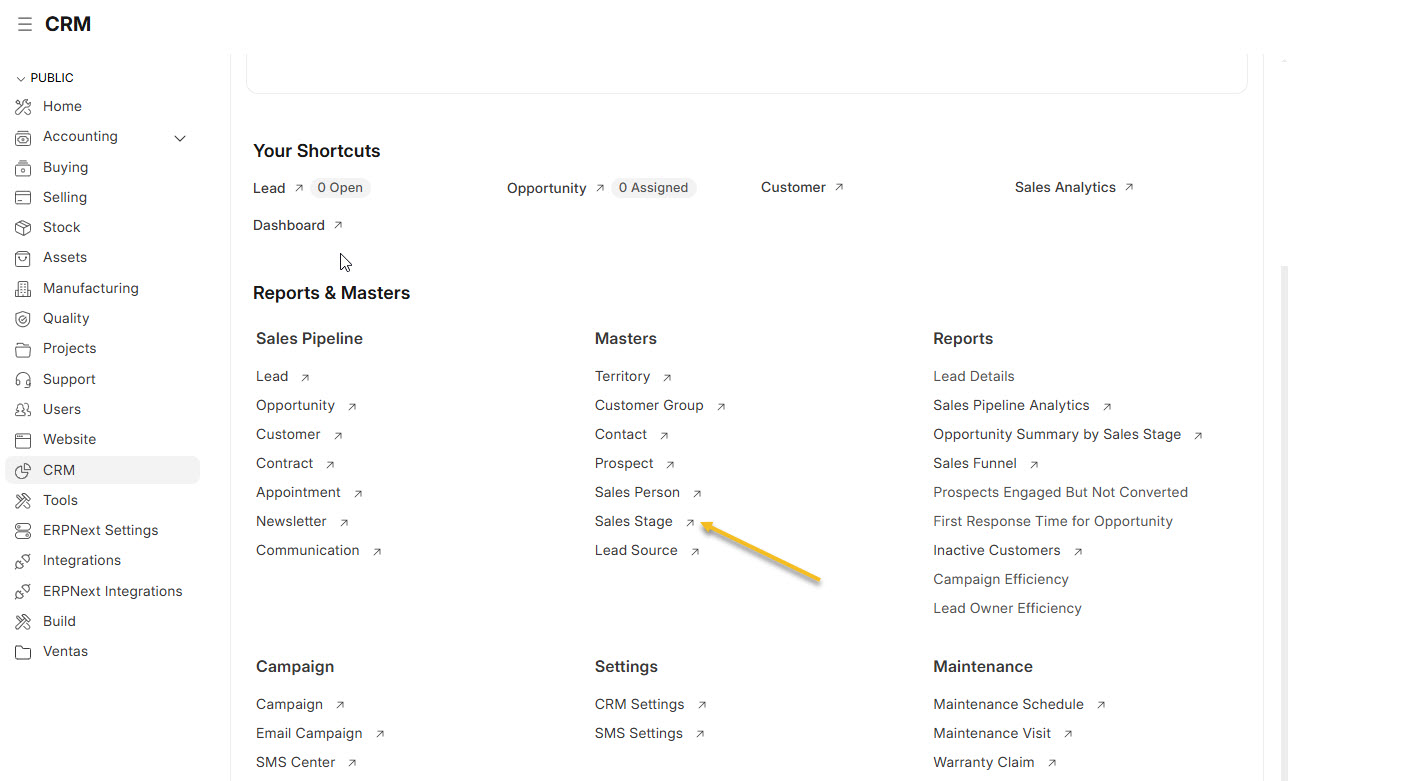 CRM
PUBLIC
Home
Accounting
Buying
Selling
Stock
Assets
Manufacturing
Quality
Projects
Support
Users
Website
CRM
Tools
ERPNext Settings
Integrations
ERPNext Integrations
Build
Ventas
Your Shortcuts
Lead 0 Open
Opportunity 0 Assigned
Customer
Sales Analytics
Dashboard
Reports & Masters
Sales Pipeline
Lead
Opportunity
Customer
Contract
Appointment
Newsletter
Communication
Masters
Territory
Customer Group
Contact
Prospect
Sales Person
Sales Stage
Lead Source
Reports
Lead Details
Sales Pipeline Analytics
Opportunity Summary by Sales Stage
Sales Funnel
Prospects Engaged But Not Converted
First Response Time for Opportunity
Inactive Customers
Campaign Efficiency
Lead Owner Efficiency
Campaign
Campaign
Email Campaign
SMS Center
Settings
CRM Settings
SMS Settings
Maintenance
Maintenance Schedule
Maintenance Visit
Warranty Claim